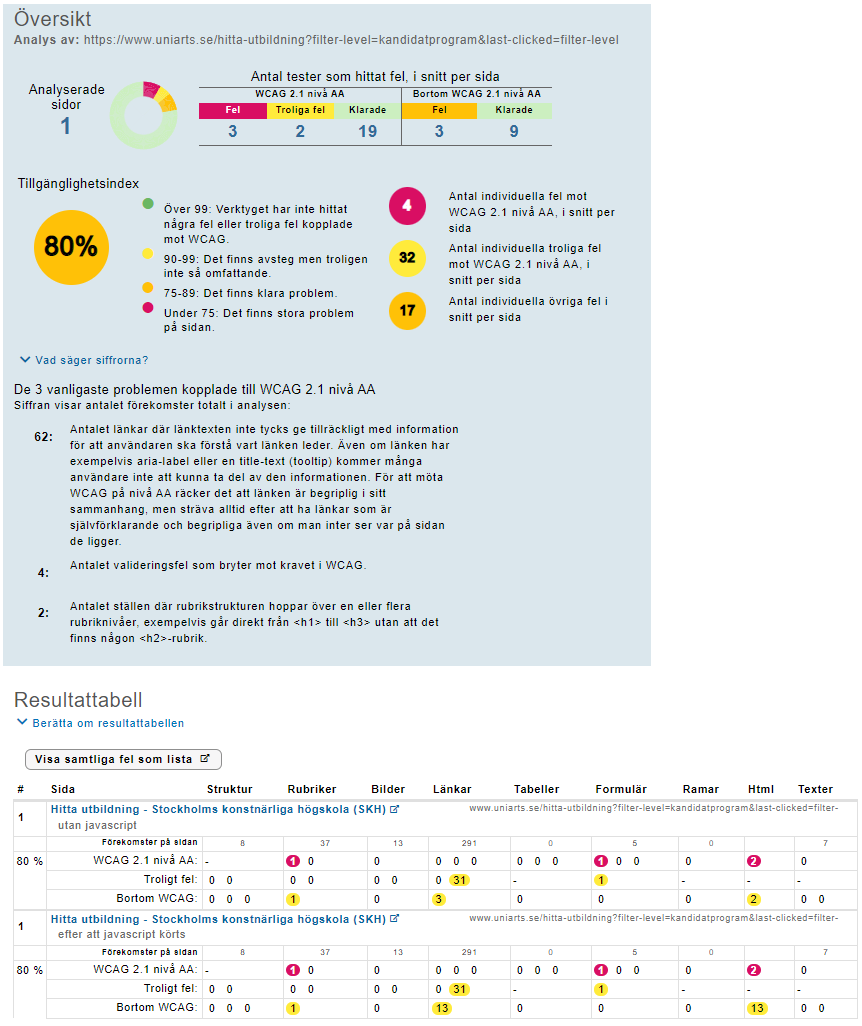 Översikt
Analys av: https://www.uniarts.se/hitta-utbildning?filter-level=kandidatprogram&last-clicked=filter-level
Analyserade
sidor
1
Antal tester som hittat fel, i snitt per sida
WCAG 2.1 nivå AA Bortom WCAG 2.1 nivå AA
Fel Troliga fel Klarade Fel Klarade
3 2 19 3 9
Tillgänglighetsindex
80%
Över 99: Verktyget har inte hittat
några fel eller troliga fel kopplade
mot WCAG.
90-99: Det finns avsteg men troligen
inte så omfattande.
75-89: Det finns klara problem.
Under 75: Det finns stora problem
på sidan.
4 Antal individuella fel mot
WCAG 2.1 nivå AA, i snitt per
sida
32 Antal individuella troliga fel
mot WCAG 2.1 nivå AA, i
snitt per sida
17 Antal individuella övriga fel i
snitt per sida
Vad säger siffrorna?
De 3 vanligaste problemen kopplade till WCAG 2.1 nivå AA
Siffran visar antalet förekomster totalt i analysen:
62: Antalet länkar där länktexten inte tycks ge tillräckligt med information
för att användaren ska förstå vart länken leder. Även om länken har
exempelvis aria-label eller en title-text (tooltip) kommer många
användare inte att kunna ta del av den informationen. För att möta
WCAG på nivå AA räcker det att länken är begriplig i sitt
sammanhang, men sträva alltid efter att ha länkar som är
självförklarande och begripliga även om man inter ser var på sidan
de ligger.
4: Antalet valideringsfel som bryter mot kravet i WCAG.
2: Antalet ställen där rubrikstrukturen hoppar över en eller flera
rubriknivåer, exempelvis går direkt från <h1> till <h3> utan att det
finns någon <h2>-rubrik.
Resultattabell
Berätta om resultattabellen
Visa samtliga fel som lista
# Sida Struktur Rubriker Bilder Länkar Tabeller Formulär Ramar Html Texter
1 Hitta utbildning - Stockholms konstnärliga högskola (SKH) www.uniarts.se/hitta-utbildning?filter-level=kandidatprogram&last-clicked=filter-
utan javascript
Förekomster på sidan 8 37 13 291 0 5 0 7
80 % WCAG 2.1 nivå AA: - 1 0 0 0 0 0 0 0 0 1 0 0 0 2 0
Troligt fel: 0 0 0 0 0 0 0 31 - 1 - - -
Bortom WCAG: 0 0 0 1 0 3 0 0 0 2 0 0
1 Hitta utbildning - Stockholms konstnärliga högskola (SKH) www.uniarts.se/hitta-utbildning?filter-level=kandidatprogram&last-clicked=filter-
efter att javascript körts
Förekomster på sidan 8 37 13 291 0 5 0 7
80 % WCAG 2.1 nivå AA: - 1 0 0 0 0 0 0 0 0 1 0 0 0 2 0
Troligt fel: 0 0 0 0 0 0 0 31 - 1 - - -
Bortom WCAG: 0 0 0 1 0 13 0 0 0 13 0 0